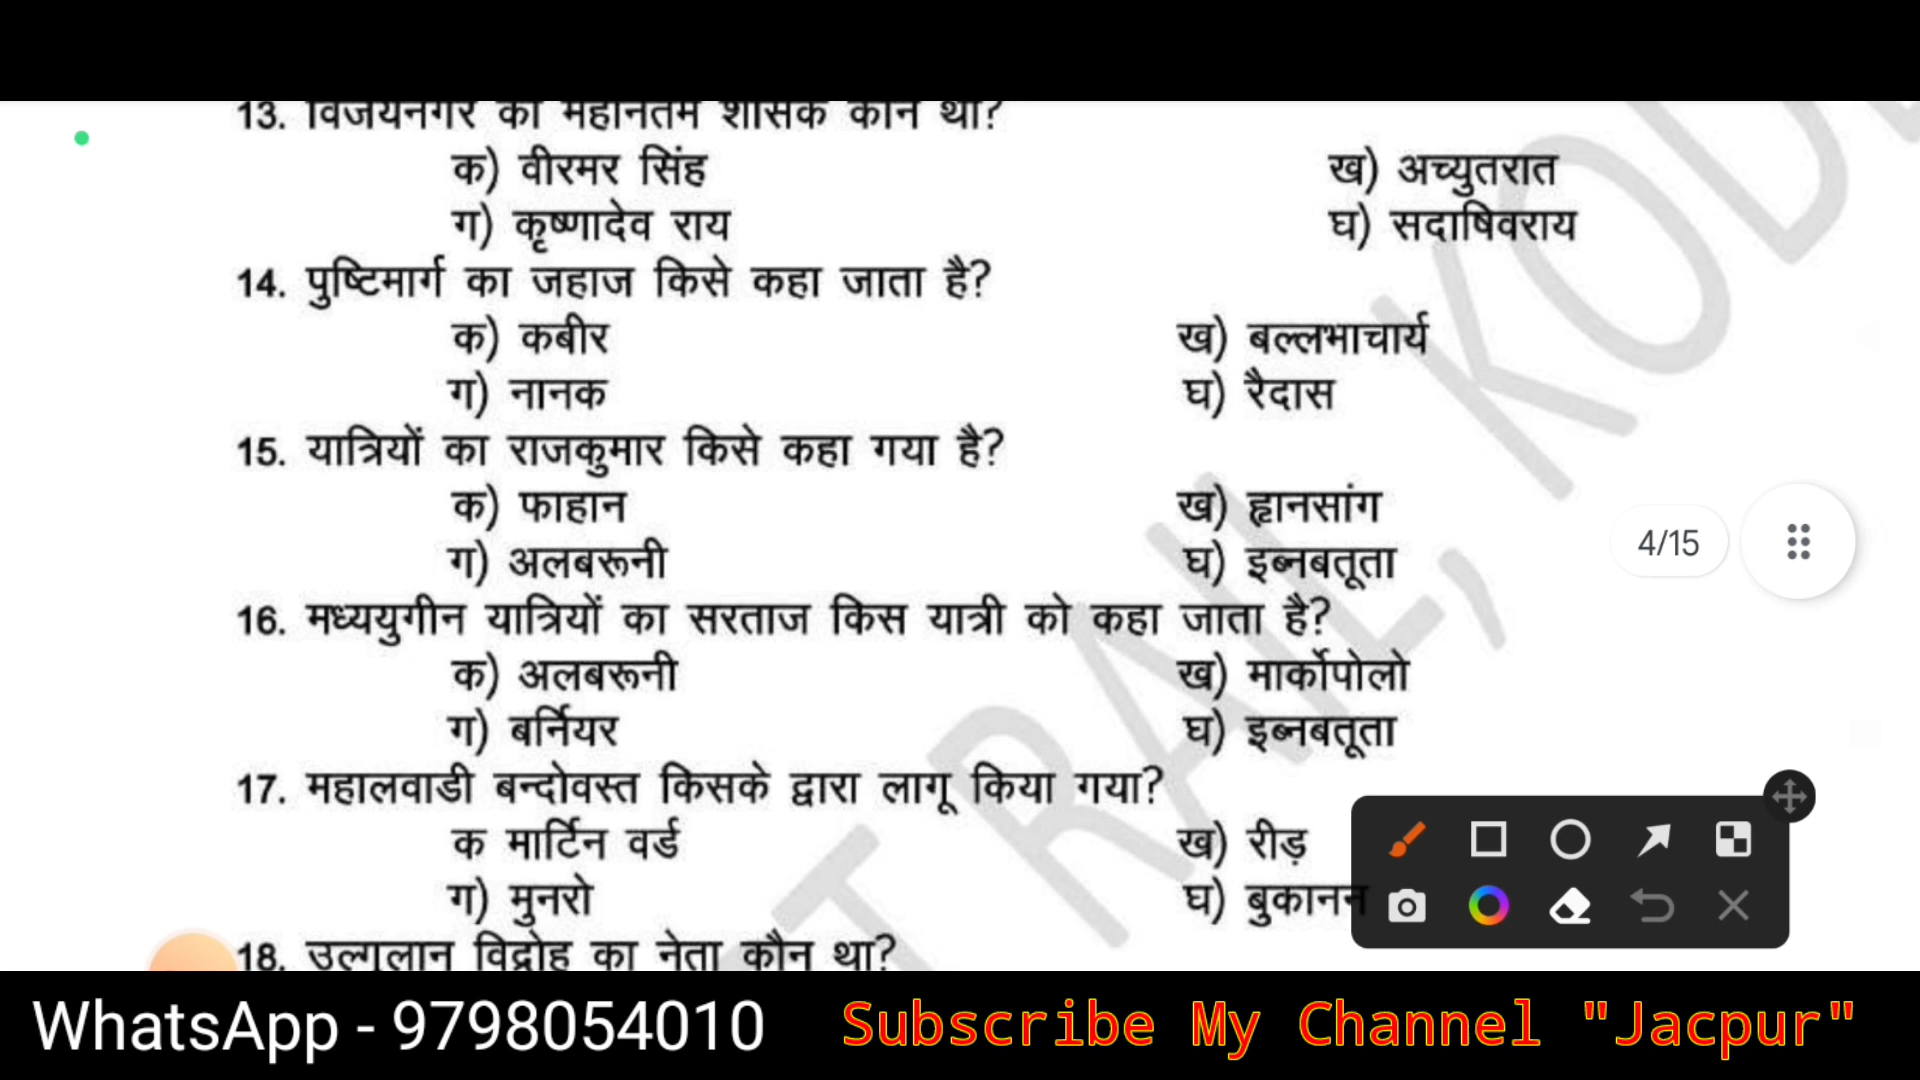 13. विजयनगर का महानतम शासक कौन था?
क) वीरमर सिंह ख) अच्युतरात
ग) कृष्णादेव राय घ) सदाषिवराय
14. पुष्टिमार्ग का जहाज किसे कहा जाता है?
क) कबीर ख) बल्लभाचार्य
ग) नानक घ) रैदास
15. यात्रियों का राजकुमार किसे कहा गया है?
क) फाहान ख) ह्वानसांग
ग) अलबरूनी घ) इब्नबतूता
4/15
16. मध्ययुगीन यात्रियों का सरताज किस यात्री को कहा जाता है?
क) अलबरूनी ख) मार्कोपोलो
ग) बर्नियर घ) इब्नबतूता
17. महालवाडी बन्दोवस्त किसके द्वारा लागू किया गया?
क मार्टिन वर्ड ख) रीड़
ग) मुनरो घ) बुकानन
18. उल्गुलान विद्रोह का नेता कौन था?
WhatsApp - 9798054010 Subscribe My Channel "Jacpur"